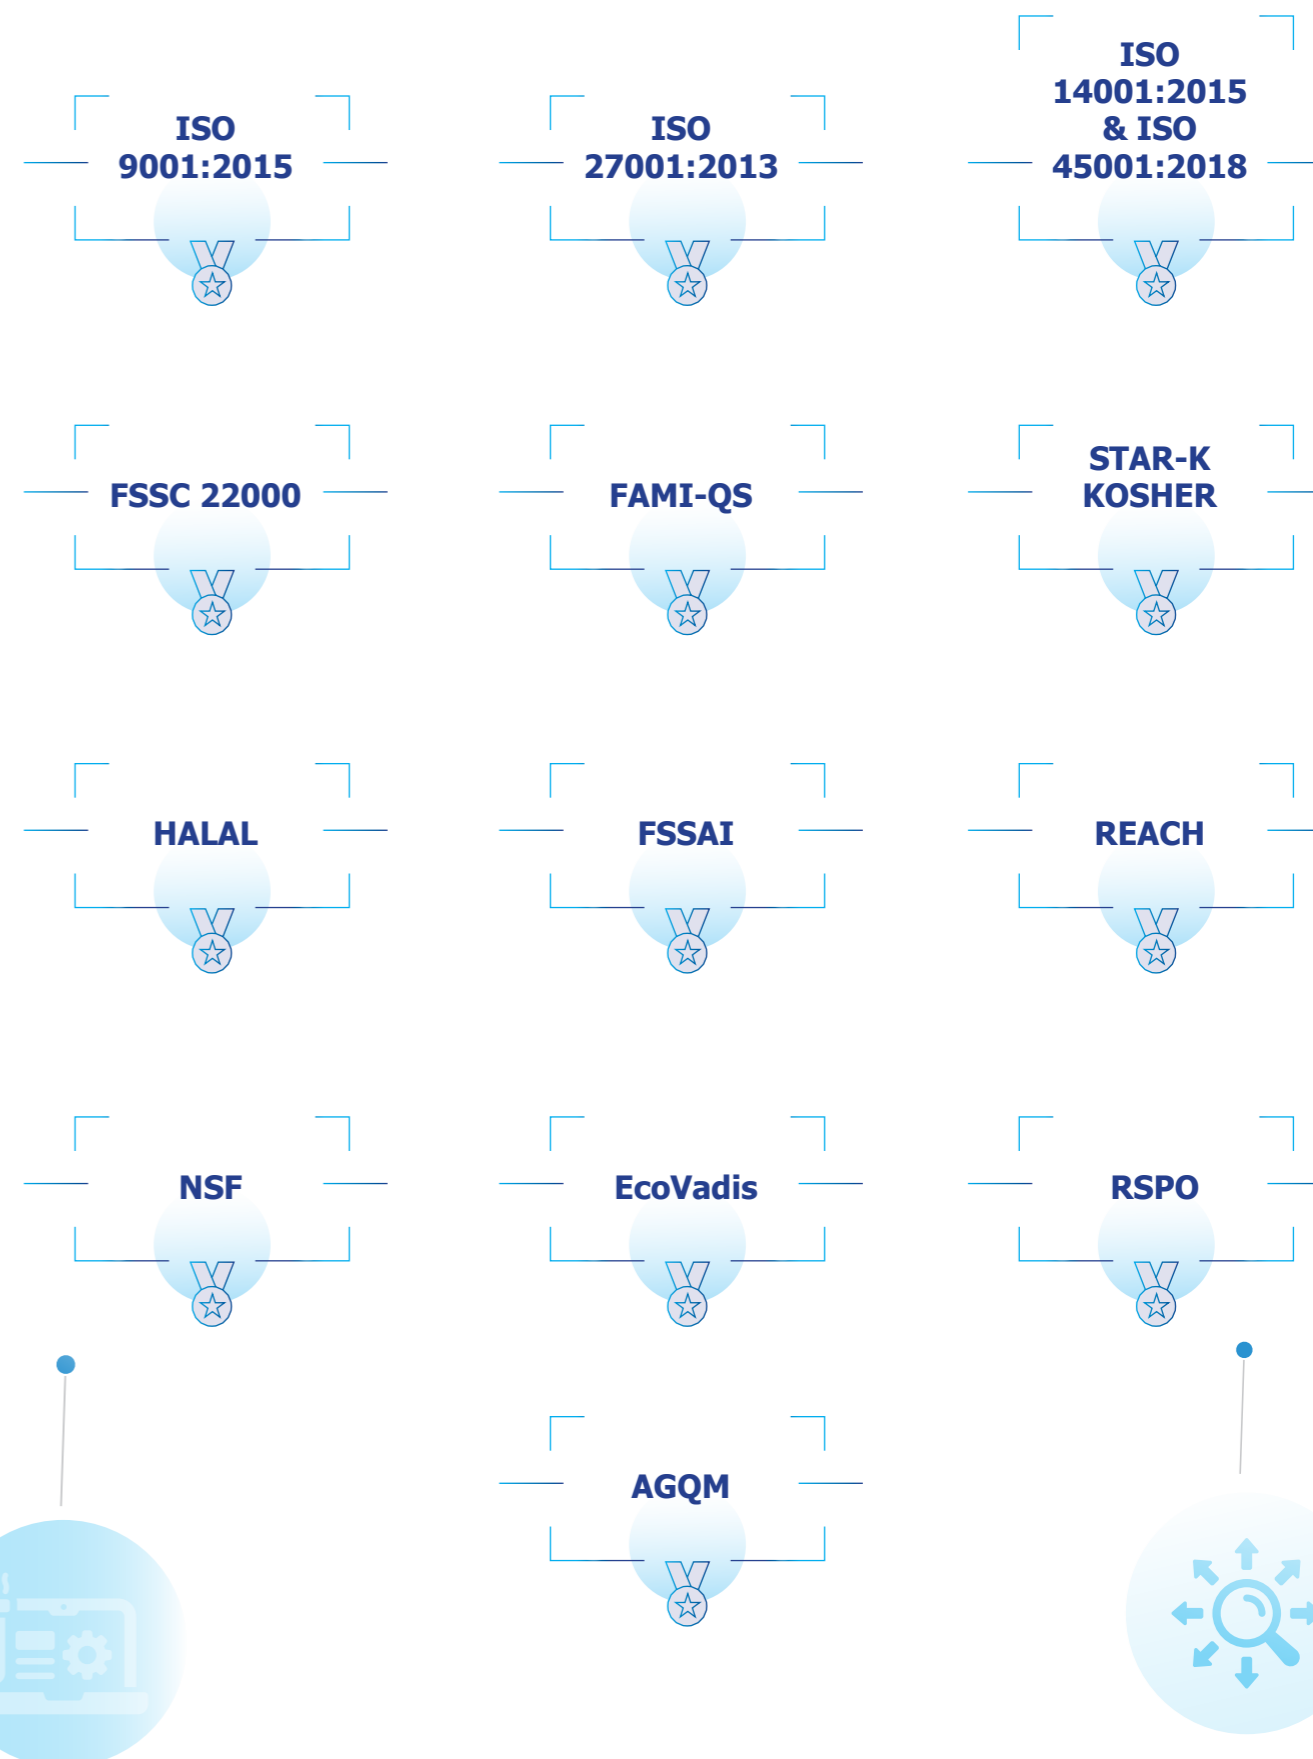 ISO
9001:2015
ISO
27001:2013
ISO
14001:2015
& ISO
45001:2018
FSSC 22000
FAMI-QS
STAR-K
KOSHER
HALAL
FSSAI
REACH
NSF
EcoVadis
RSPO
AGQM